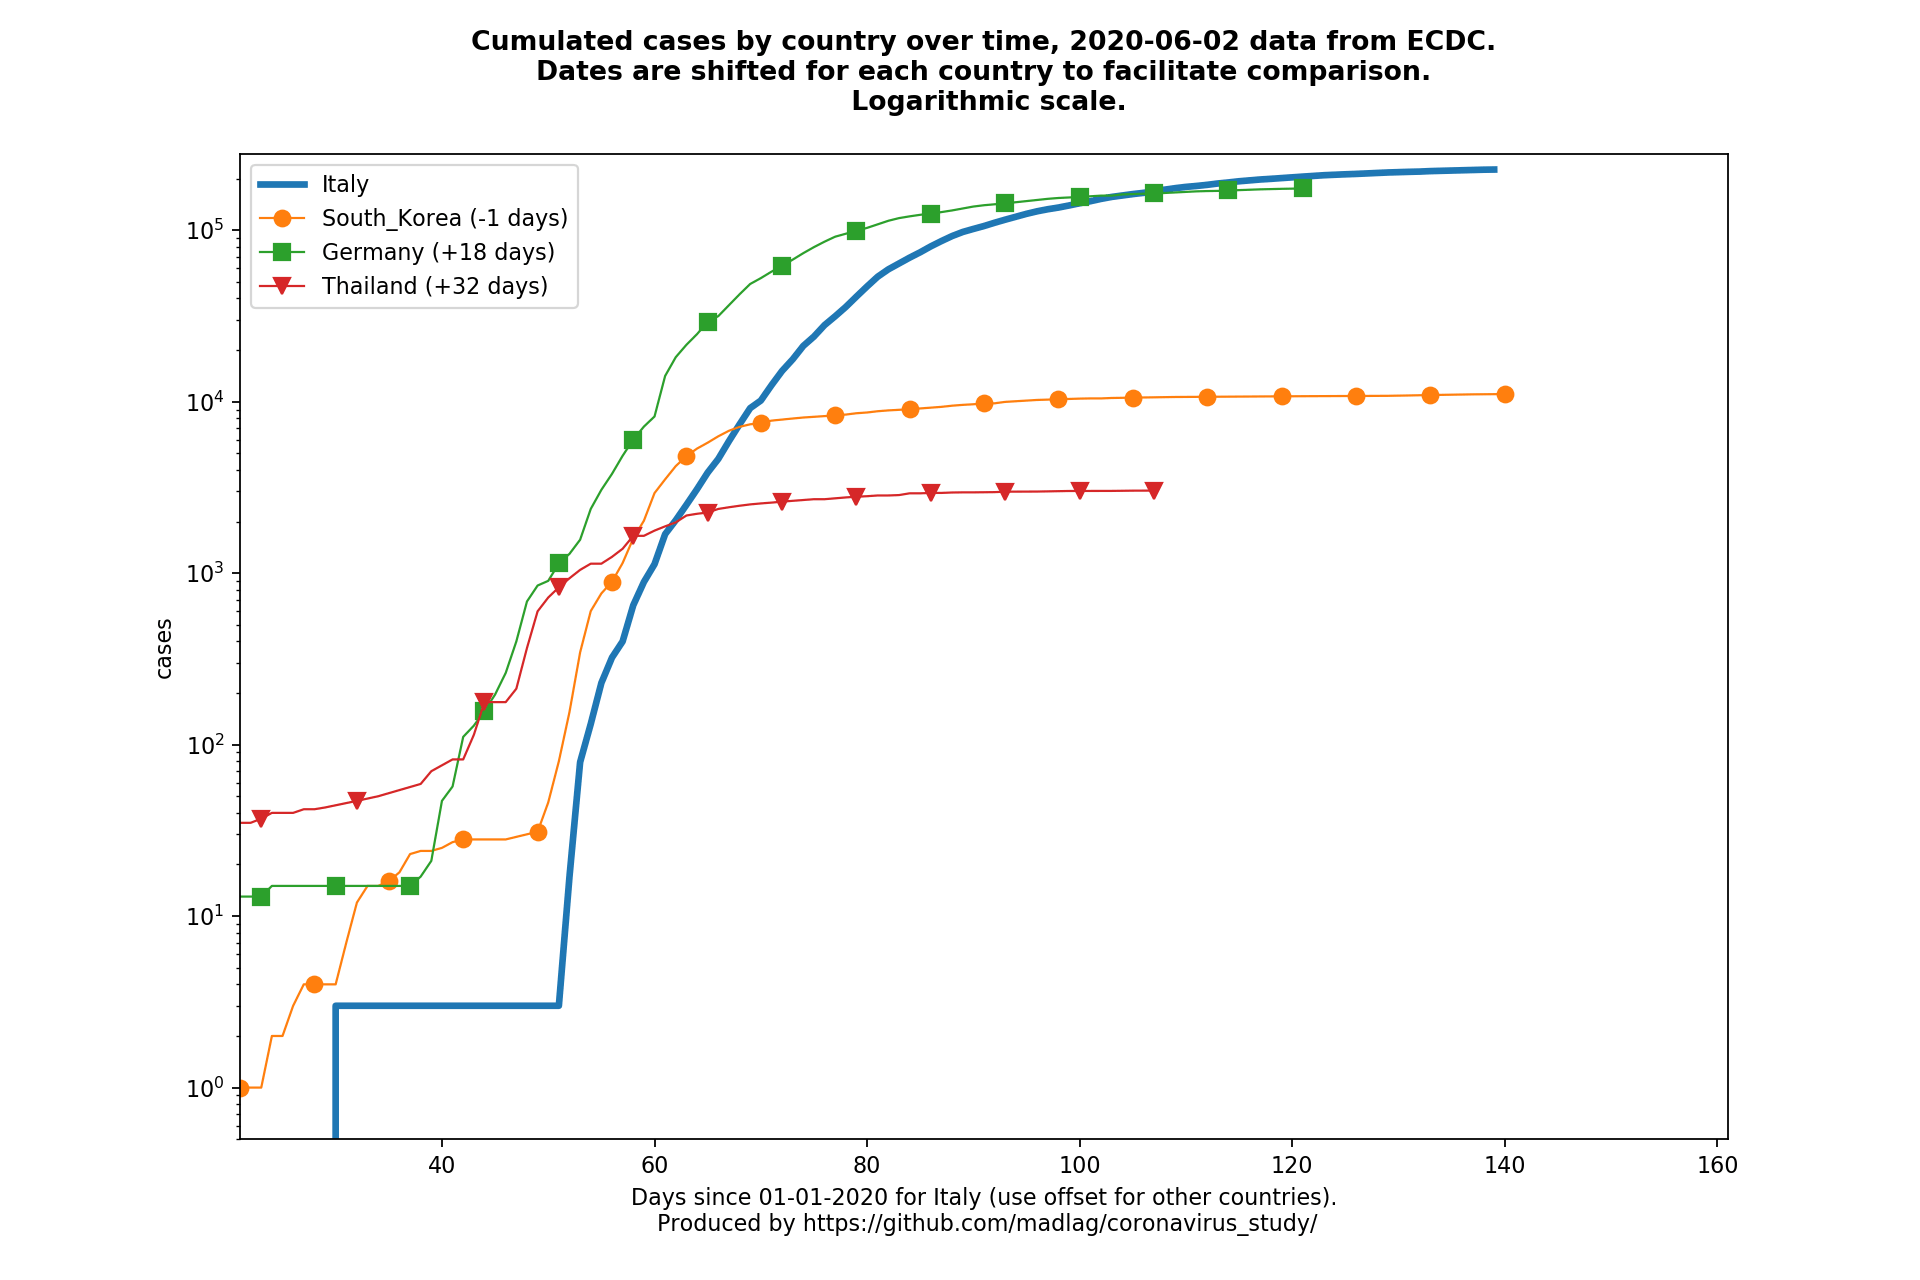 Cumulated cases by country over time, 2020-06-02 data from ECDC.
Dates are shifted for each country to facilitate comparison.
Logarithmic scale.
Italy
South_Korea (-1 days)
Germany (+18 days)
Thailand (+32 days)
cases
10^5
10^4
10^3
10^2
10^1
10^0
40 60 80 100 120 140 160
Days since 01-01-2020 for Italy (use offset for other countries).
Produced by https://github.com/madlag/coronavirus_study/